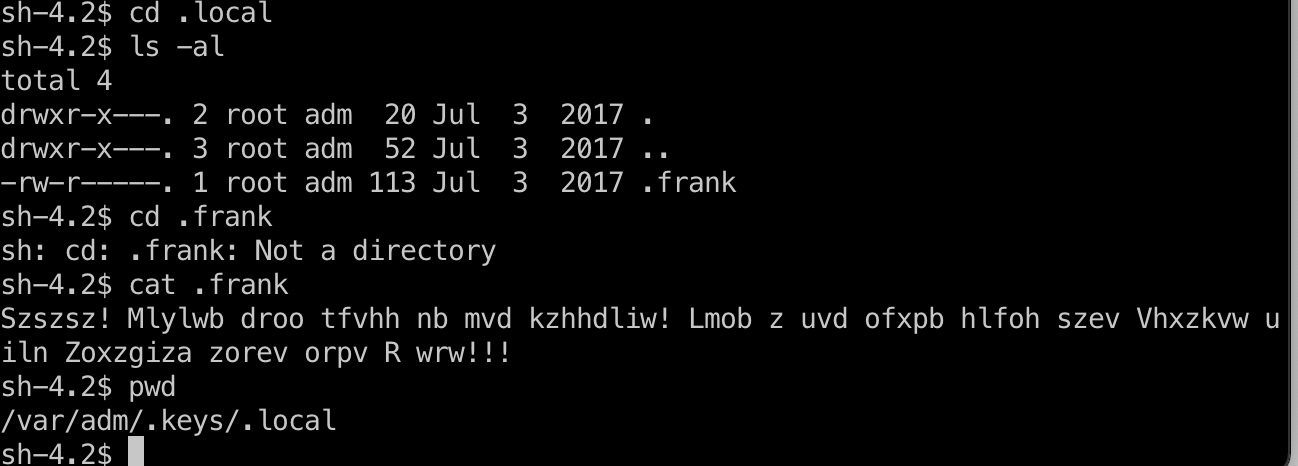 sh-4.2$ cd .local
sh-4.2$ ls -al
total 4
drwxr-x---. 2 root adm  20 Jul  3  2017 .
drwxr-x---. 3 root adm  52 Jul  3  2017 ..
-rw-r-----. 1 root adm 113 Jul  3  2017 .frank
sh-4.2$ cd .frank
sh: cd: .frank: Not a directory
sh-4.2$ cat .frank
Szszsz! Mlylwb droo tfvhh nb mvd kzhhdliw! Lmob z uvd ofxpb hlfoh szev Vhxzkvw u
iln Zoxzgiza zorev orpv R wrw!!!
sh-4.2$ pwd
/var/adm/.keys/.local
sh-4.2$